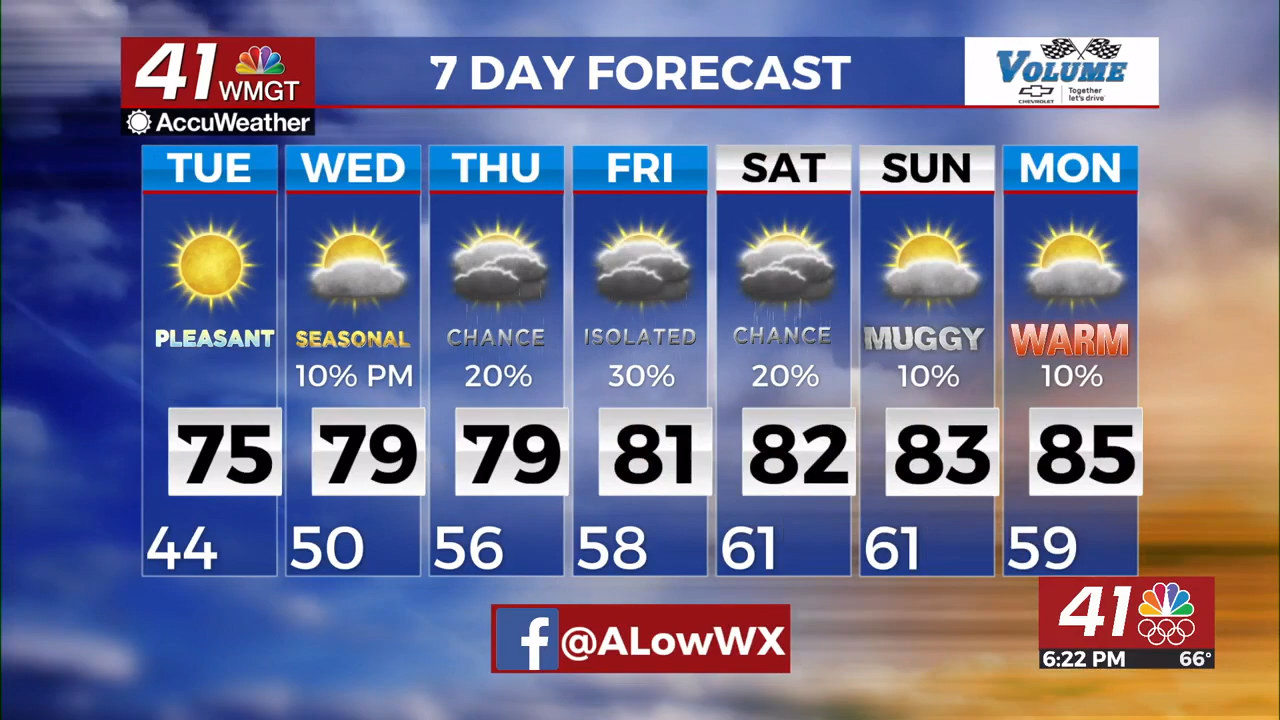 41 WMGT
AccuWeather
7 DAY FORECAST
VOLUME
CHEVROLET
Together
let's drive
TUE WED THU FRI SAT SUN MON
PLEASANT SEASONAL CHANCE ISOLATED CHANCE MUGGY WARM
10% PM 20% 30% 20% 10% 10%
75 79 79 81 82 83 85
44 50 56 58 61 61 59
f @ALowWX
41
6:22 PM 66°